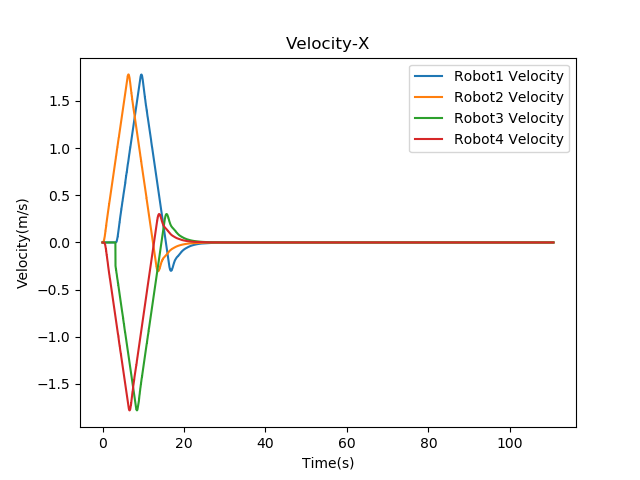 Velocity-X
Robot1 Velocity
Robot2 Velocity
Robot3 Velocity
Robot4 Velocity
Velocity(m/s)
1.5
1.0
0.5
0.0
−0.5
−1.0
−1.5
0 20 40 60 80 100
Time(s)